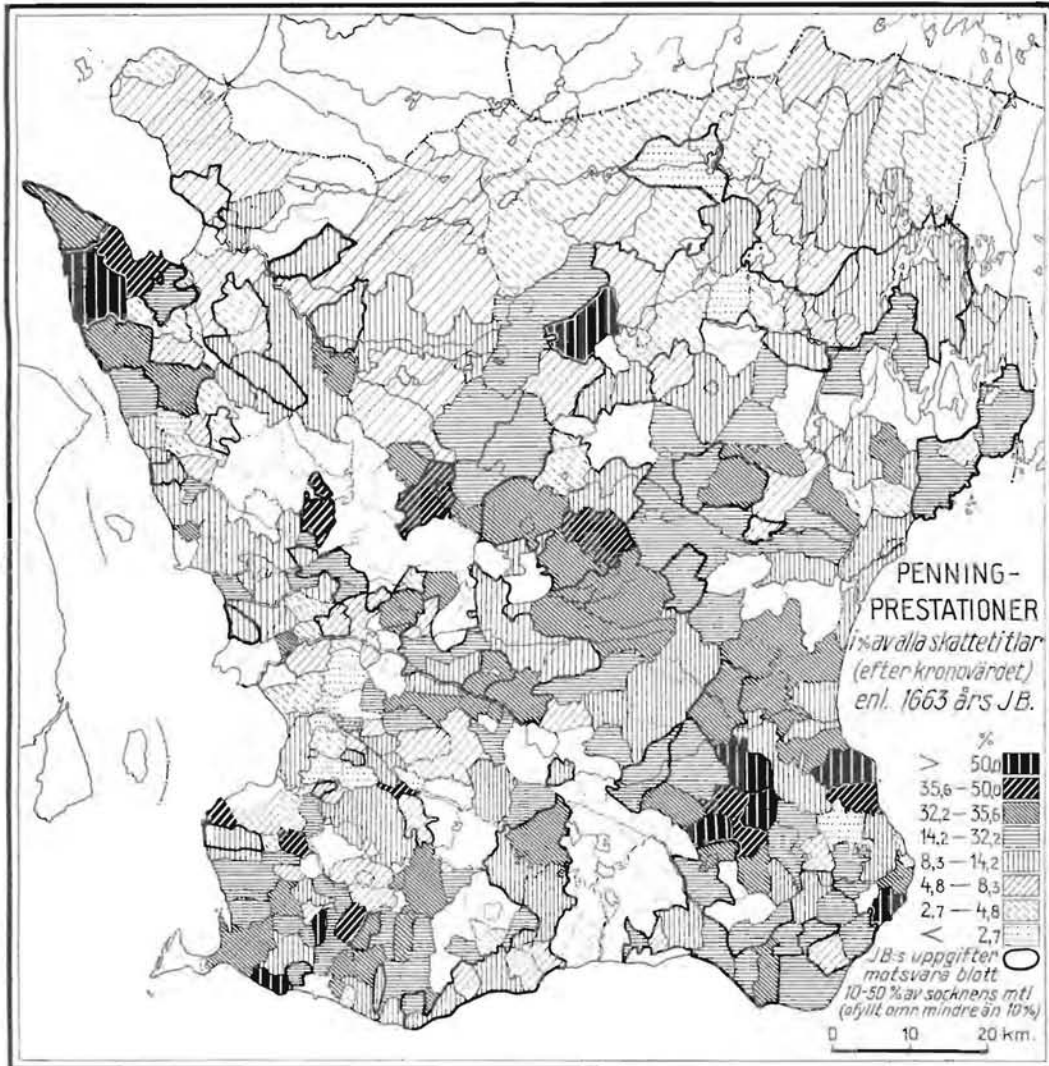 PENNING-
PRESTATIONER
i % av alla skattetitlar
(efter kronovärdet)
enl. 1663 års J.B.
%
> 50,0
35,6 — 50,0
32,2 — 35,6
14,2 — 32,2
8,3 — 14,2
4,8 — 8,3
2,7 — 4,8
< 2,7
JB:s uppgifter
motsvara blott
10-50 % av socknens mtl
(ofyllt omr. mindre än 10%)
0 10 20 km.